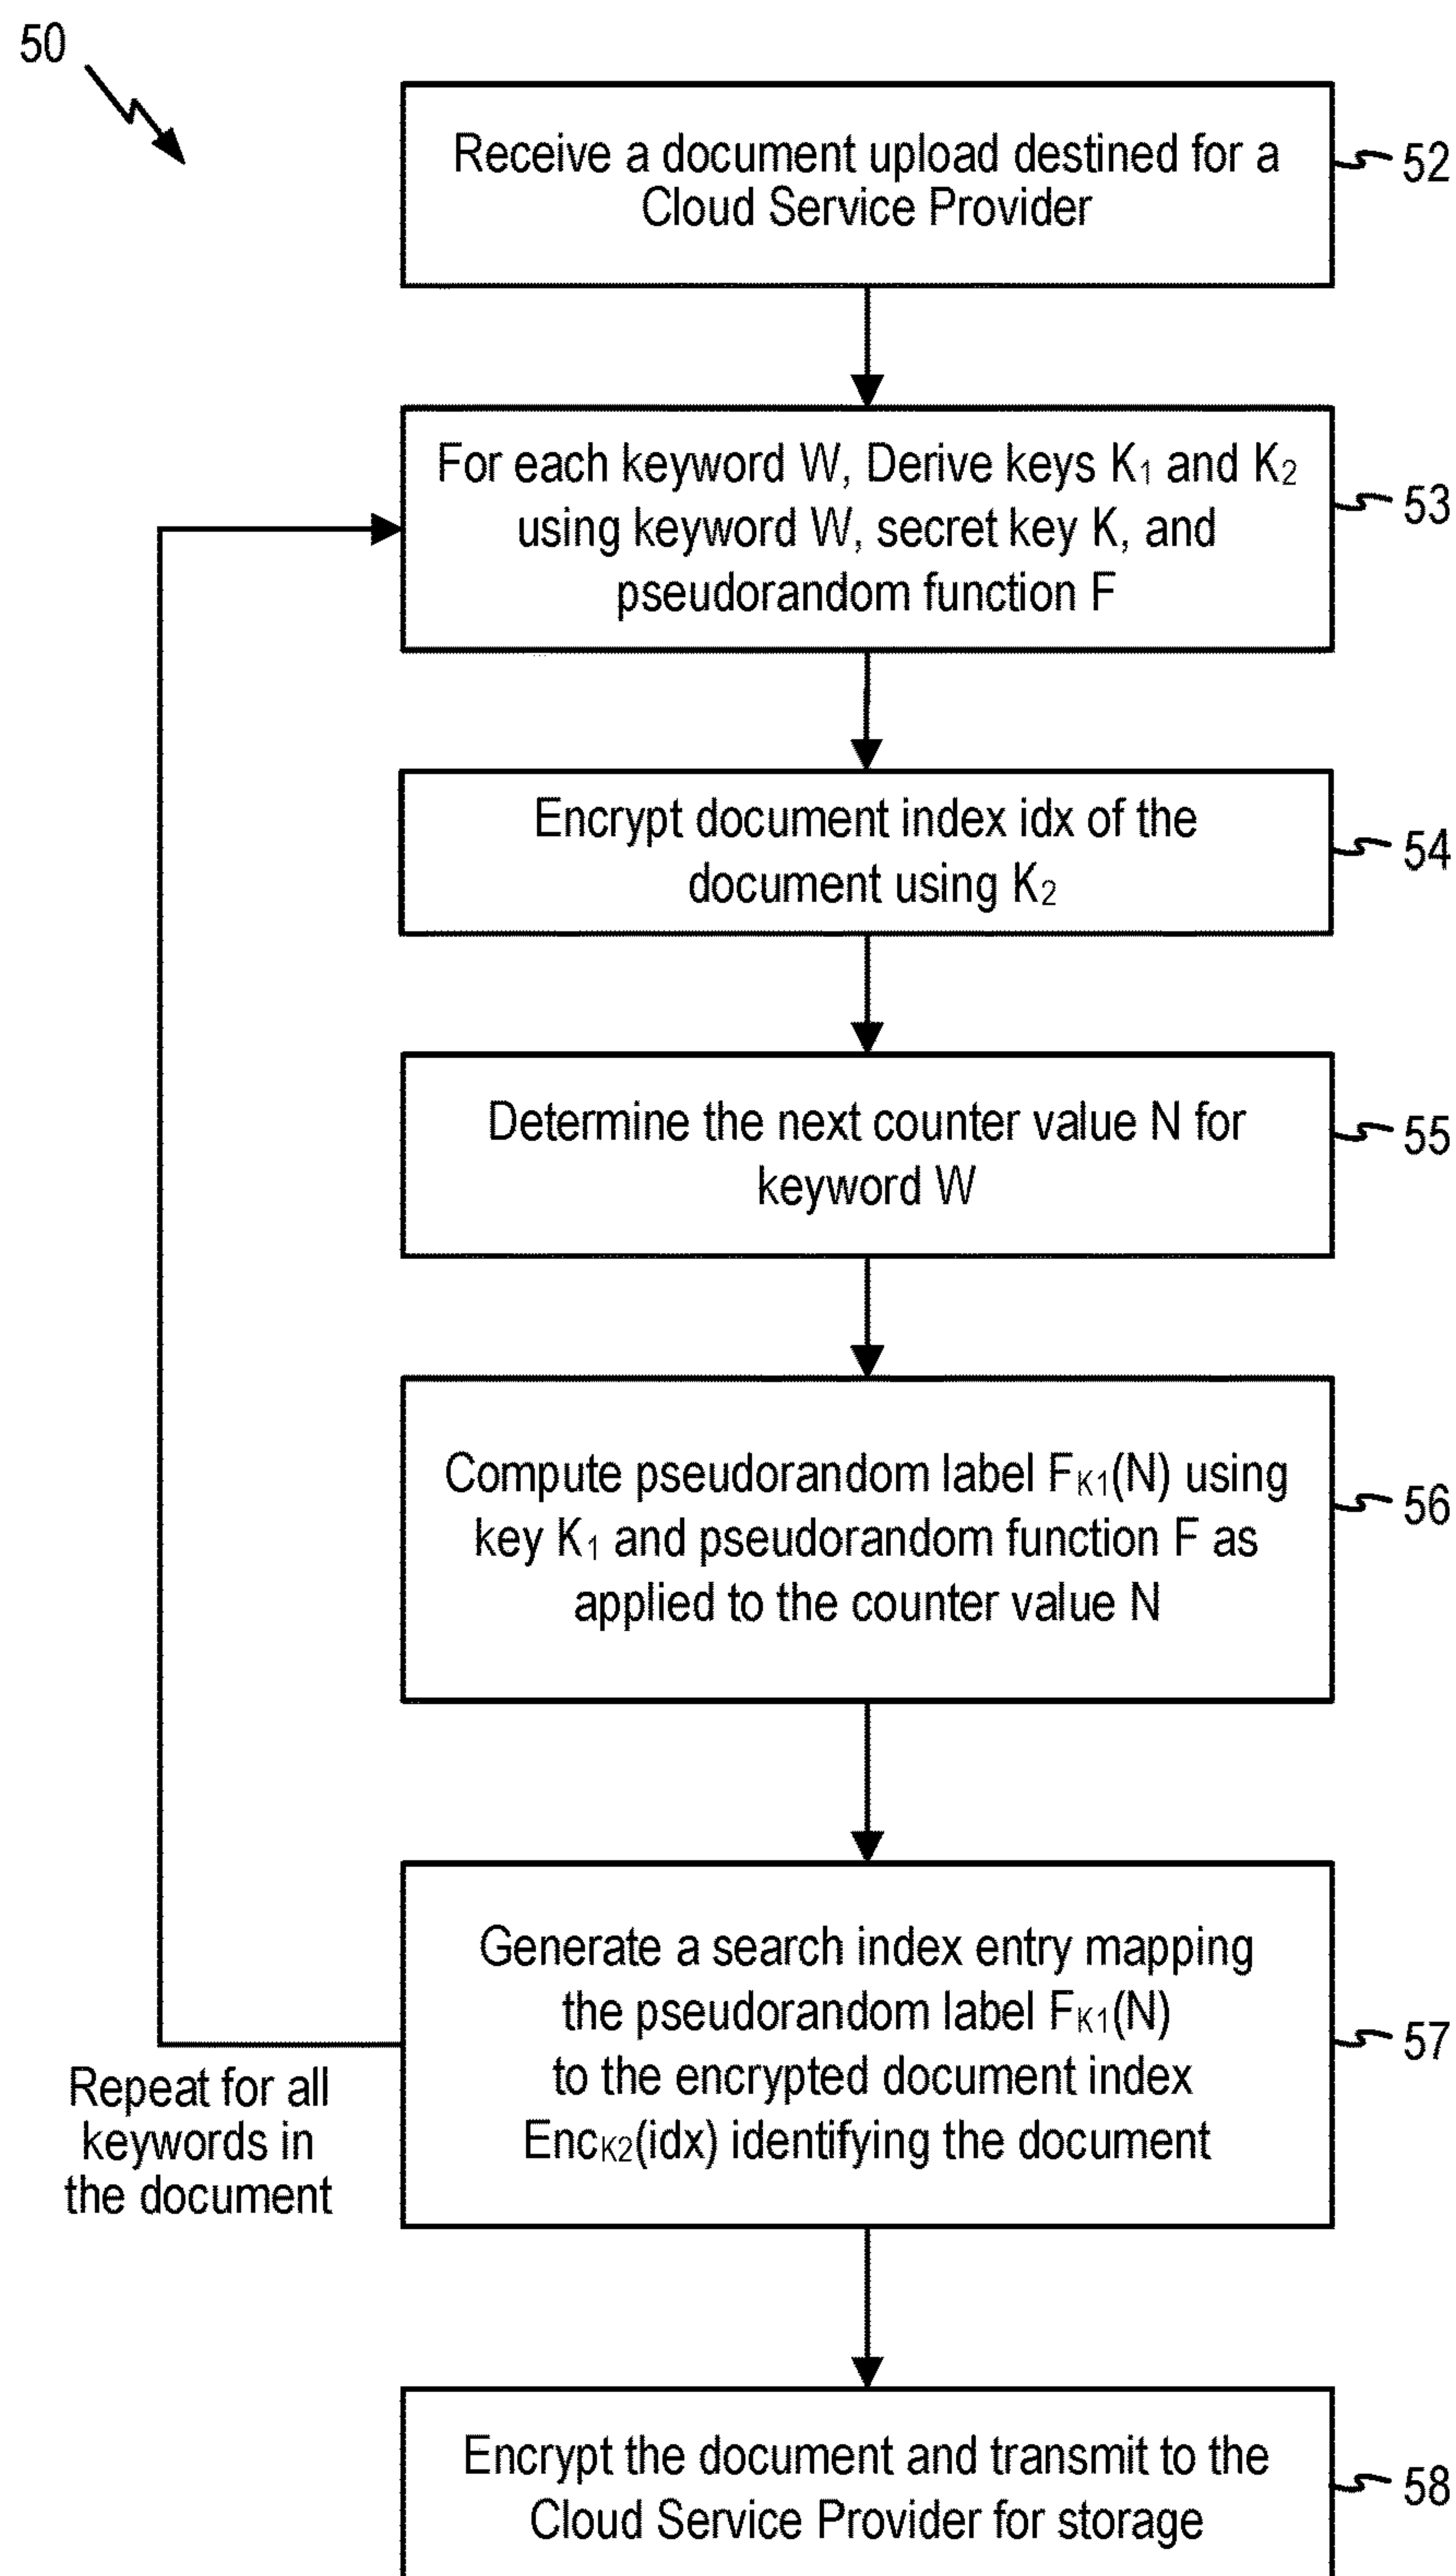 50
Receive a document upload destined for a
Cloud Service Provider
52
For each keyword W, Derive keys K₁ and K₂
using keyword W, secret key K, and
pseudorandom function F
53
Encrypt document index idx of the
document using K₂
54
Determine the next counter value N for
keyword W
55
Compute pseudorandom label F_K1(N) using
key K₁ and pseudorandom function F as
applied to the counter value N
56
Generate a search index entry mapping
the pseudorandom label F_K1(N)
to the encrypted document index
Enc_K2(idx) identifying the document
57
Repeat for all
keywords in
the document
Encrypt the document and transmit to the
Cloud Service Provider for storage
58